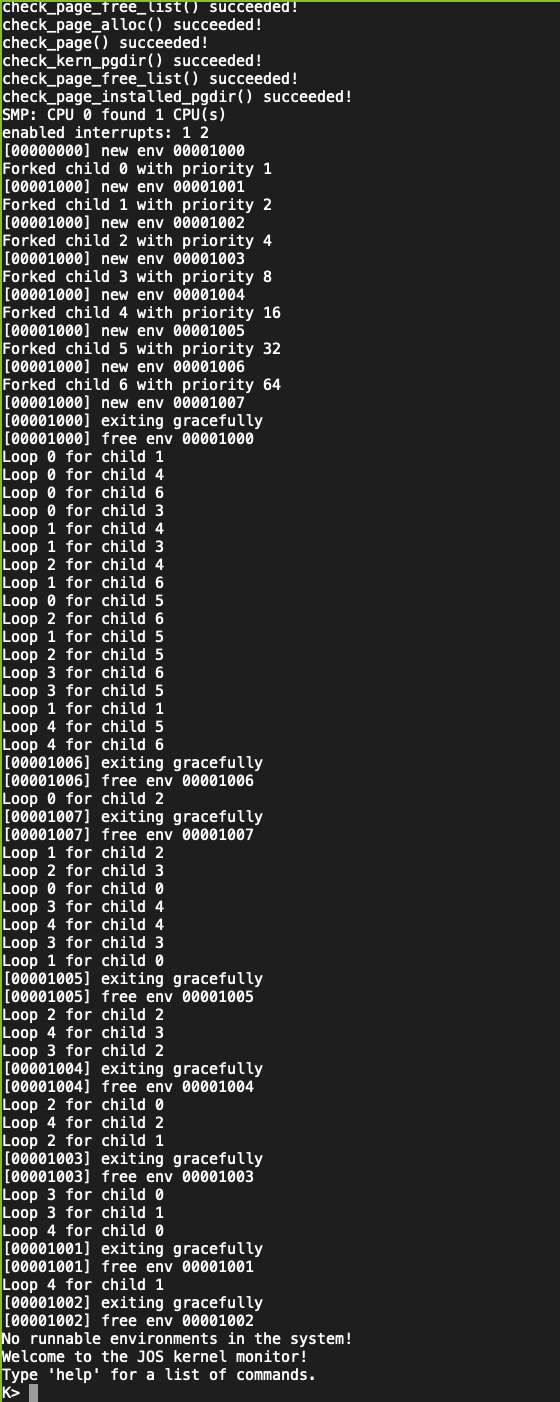 check_page_free_list() succeeded!
check_page_alloc() succeeded!
check_page() succeeded!
check_kern_pgdir() succeeded!
check_page_free_list() succeeded!
check_page_installed_pgdir() succeeded!
SMP: CPU 0 found 1 CPU(s)
enabled interrupts: 1 2
[00000000] new env 00001000
Forked child 0 with priority 1
[00001000] new env 00001001
Forked child 1 with priority 2
[00001000] new env 00001002
Forked child 2 with priority 4
[00001000] new env 00001003
Forked child 3 with priority 8
[00001000] new env 00001004
Forked child 4 with priority 16
[00001000] new env 00001005
Forked child 5 with priority 32
[00001000] new env 00001006
Forked child 6 with priority 64
[00001000] new env 00001007
[00001000] exiting gracefully
[00001000] free env 00001000
Loop 0 for child 1
Loop 0 for child 4
Loop 0 for child 6
Loop 0 for child 3
Loop 1 for child 4
Loop 1 for child 3
Loop 2 for child 4
Loop 1 for child 6
Loop 0 for child 5
Loop 2 for child 6
Loop 1 for child 5
Loop 2 for child 5
Loop 3 for child 6
Loop 3 for child 5
Loop 1 for child 1
Loop 4 for child 5
Loop 4 for child 6
[00001006] exiting gracefully
[00001006] free env 00001006
Loop 0 for child 2
[00001007] exiting gracefully
[00001007] free env 00001007
Loop 1 for child 2
Loop 2 for child 3
Loop 0 for child 0
Loop 3 for child 4
Loop 4 for child 4
Loop 3 for child 3
Loop 1 for child 0
[00001005] exiting gracefully
[00001005] free env 00001005
Loop 2 for child 2
Loop 4 for child 3
Loop 3 for child 2
[00001004] exiting gracefully
[00001004] free env 00001004
Loop 2 for child 0
Loop 4 for child 2
Loop 2 for child 1
[00001003] exiting gracefully
[00001003] free env 00001003
Loop 3 for child 0
Loop 3 for child 1
Loop 4 for child 0
[00001001] exiting gracefully
[00001001] free env 00001001
Loop 4 for child 1
[00001002] exiting gracefully
[00001002] free env 00001002
No runnable environments in the system!
Welcome to the JOS kernel monitor!
Type 'help' for a list of commands.
K>